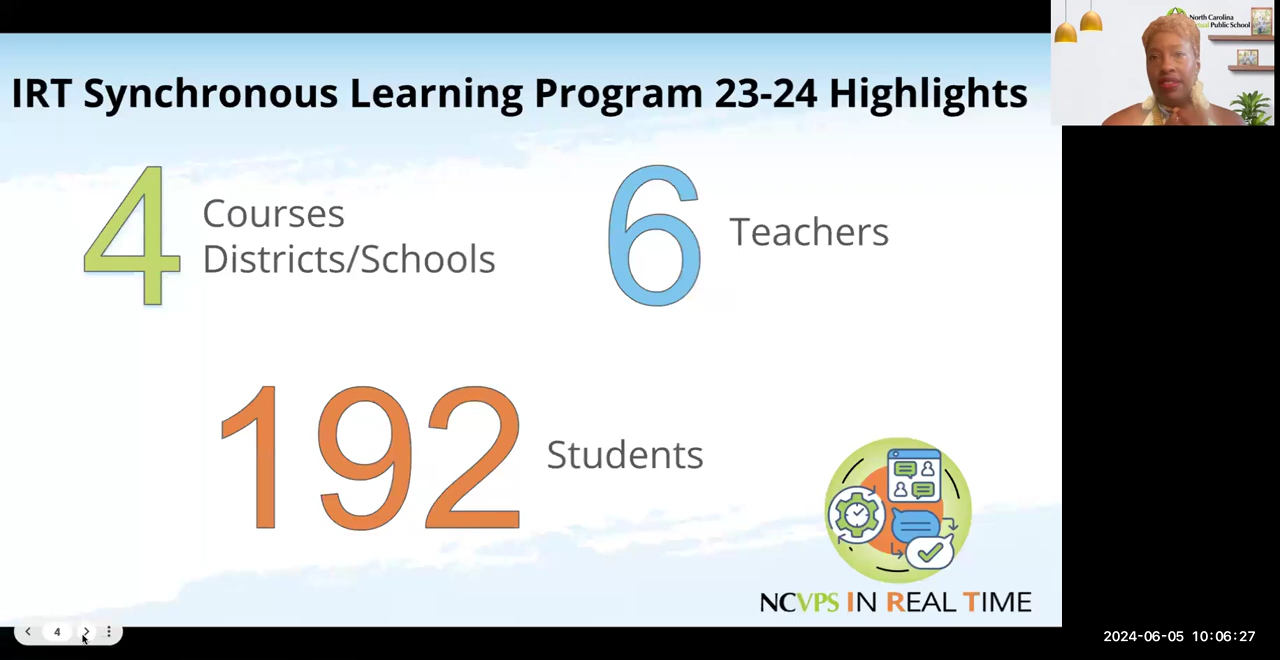 IRT Synchronous Learning Program 23-24 Highlights
4
Courses
Districts/Schools
6
Teachers
192
Students
NCVPS IN REAL TIME
4
North Carolina
Virtual Public School
2024-06-05 10:06:27